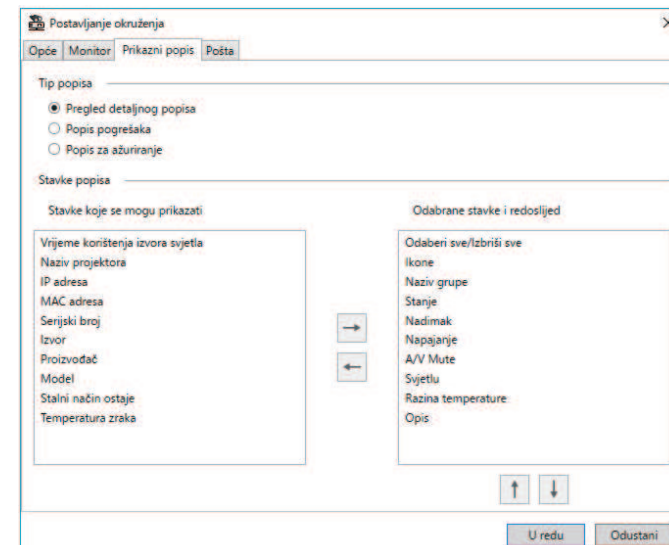 Postavljanje okruženja
Opće Monitor Prikazni popis Pošta
Tip popisa
Pregled detaljnog popisa
Popis pogrešaka
Popis za ažuriranje
Stavke popisa
Stavke koje se mogu prikazati
Vrijeme korištenja izvora svjetla
Naziv projektora
IP adresa
MAC adresa
Serijski broj
Izvor
Proizvođač
Model
Stalni način ostaje
Temperatura zraka
Odabrane stavke i redoslijed
Odaberi sve/Izbriši sve
Ikone
Naziv grupe
Stanje
Nadimak
Napajanje
A/V Mute
Svjetlu
Razina temperature
Opis
U redu Odustani